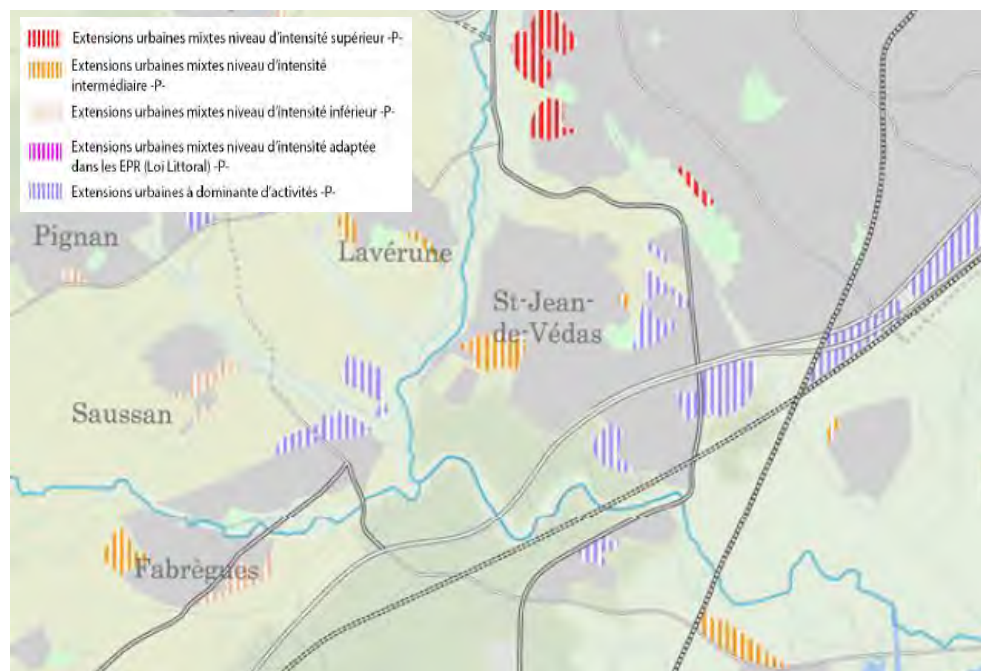 Extensions urbaines mixtes niveau d'intensité supérieur -P-
Extensions urbaines mixtes niveau d'intensité
intermédiaire -P-
Extensions urbaines mixtes niveau d'intensité inférieur -P-
Extensions urbaines mixtes niveau d'intensité adaptée
dans les EPR (Loi Littoral) -P-
Extensions urbaines à dominante d'activités -P-
Pignan
Lavérune
St-Jean-
de-Védas
Saussan
Fabrègues